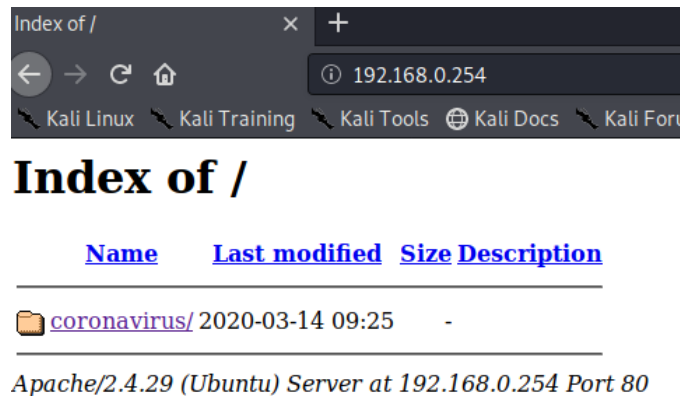 Index of /
192.168.0.254
Kali Linux Kali Training Kali Tools Kali Docs Kali Foru
Index of /
Name Last modified Size Description
coronavirus/ 2020-03-14 09:25 -
Apache/2.4.29 (Ubuntu) Server at 192.168.0.254 Port 80